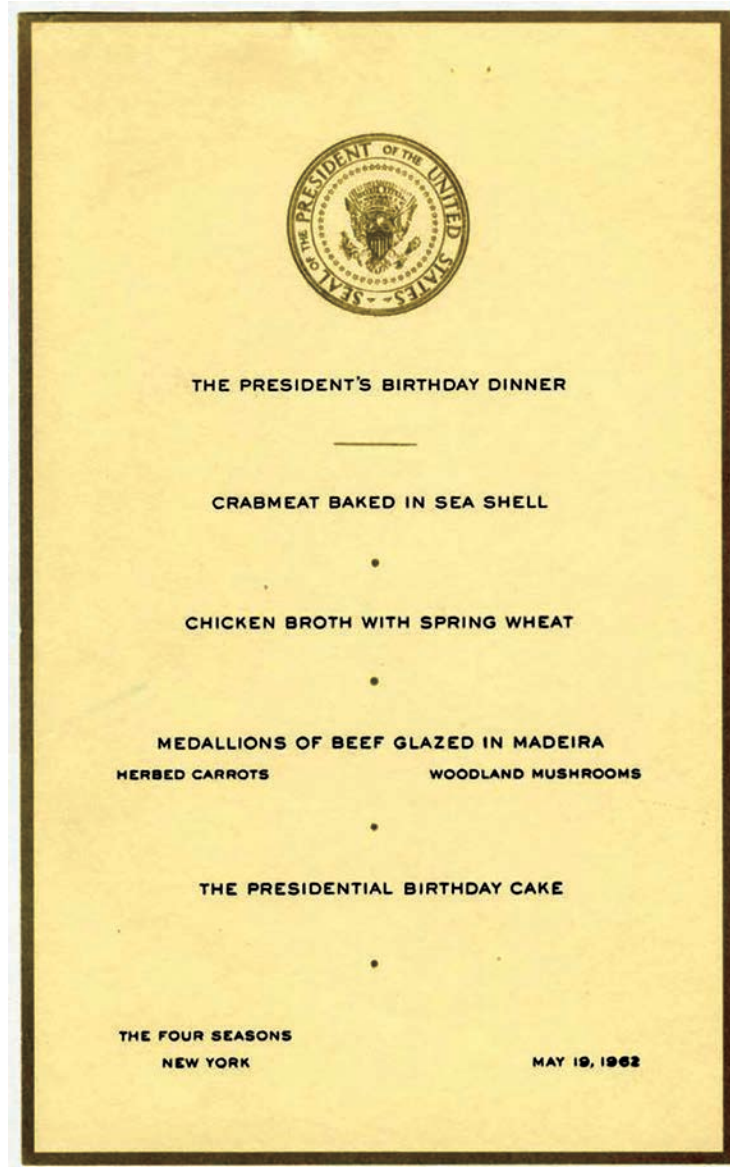 SEAL OF THE PRESIDENT OF THE UNITED STATES
THE PRESIDENT'S BIRTHDAY DINNER
CRABMEAT BAKED IN SEA SHELL
CHICKEN BROTH WITH SPRING WHEAT
MEDALLIONS OF BEEF GLAZED IN MADEIRA
HERBED CARROTS WOODLAND MUSHROOMS
THE PRESIDENTIAL BIRTHDAY CAKE
THE FOUR SEASONS
NEW YORK MAY 19, 1962